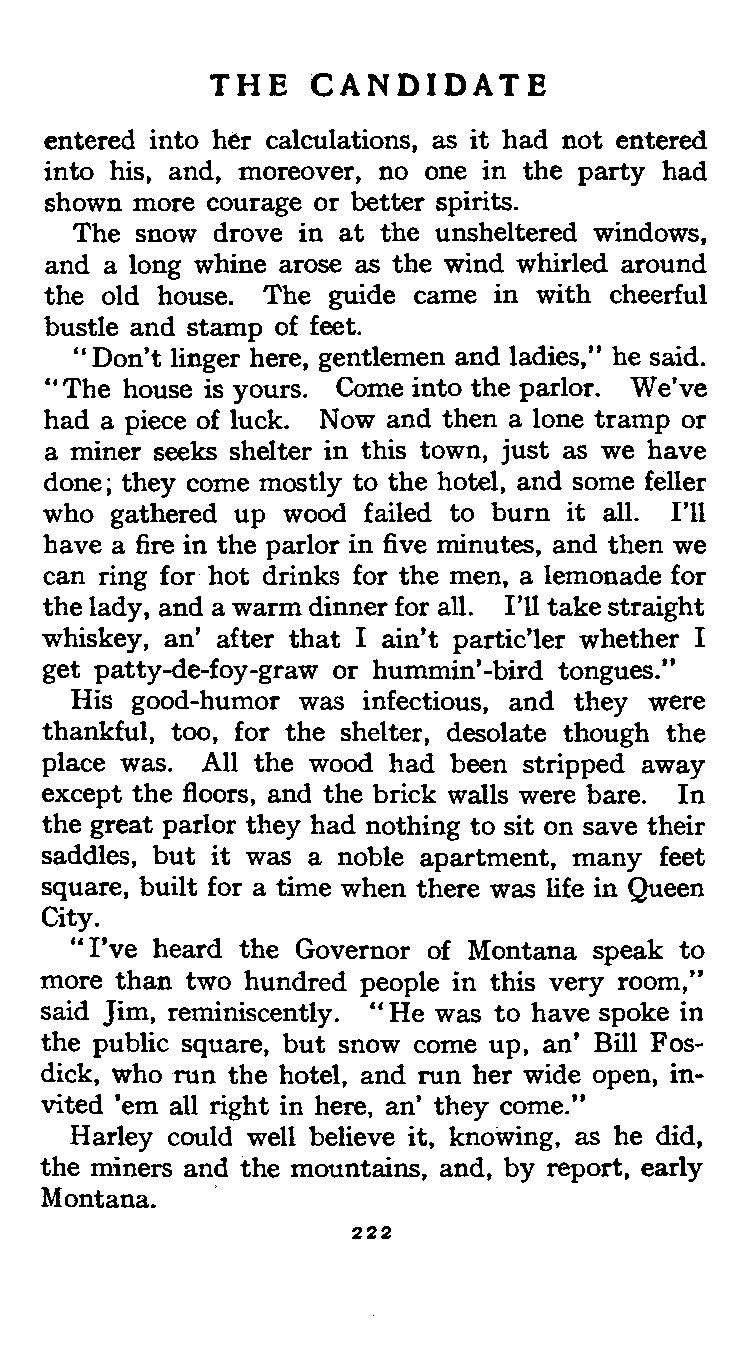 THE CANDIDATE
entered into her calculations, as it had not entered
into his, and, moreover, no one in the party had
shown more courage or better spirits.
The snow drove in at the unsheltered windows,
and a long whine arose as the wind whirled around
the old house. The guide came in with cheerful
bustle and stamp of feet.
"Don't linger here, gentlemen and ladies," he said.
"The house is yours. Come into the parlor. We've
had a piece of luck. Now and then a lone tramp or
a miner seeks shelter in this town, just as we have
done; they come mostly to the hotel, and some feller
who gathered up wood failed to burn it all. I'll
have a fire in the parlor in five minutes, and then we
can ring for hot drinks for the men, a lemonade for
the lady, and a warm dinner for all. I'll take straight
whiskey, an' after that I ain't partic'ler whether I
get patty-de-foy-graw or hummin'-bird tongues."
His good-humor was infectious, and they were
thankful, too, for the shelter, desolate though the
place was. All the wood had been stripped away
except the floors, and the brick walls were bare. In
the great parlor they had nothing to sit on save their
saddles, but it was a noble apartment, many feet
square, built for a time when there was life in Queen
City.
"I've heard the Governor of Montana speak to
more than two hundred people in this very room,"
said Jim, reminiscently. "He was to have spoke in
the public square, but snow come up, an' Bill Fos-
dick, who run the hotel, and run her wide open, in-
vited 'em all right in here, an' they come."
Harley could well believe it, knowing, as he did,
the miners and the mountains, and, by report, early
Montana.
222